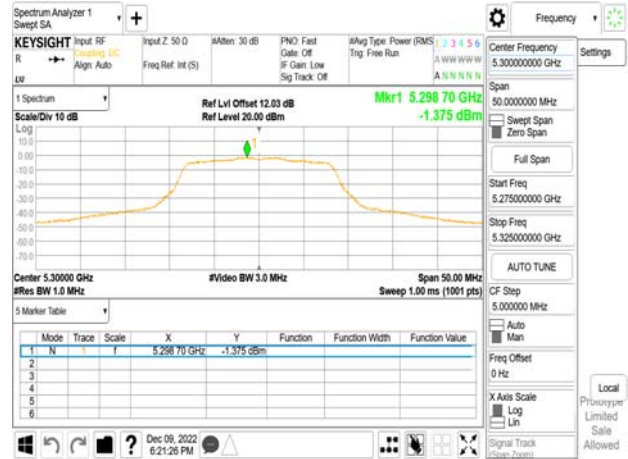 Spectrum Analyzer 1
Swept SA
+
Frequency
KEYSIGHT
R
Input: RF
Coupling: DC
Align: Auto
Input Z: 50 Ω
Freq Ref: Int (S)
#Atten: 30 dB
PNO: Fast
Gate: Off
IF Gain: Low
Sig Track: Off
#Avg Type: Power (RMS
Trig: Free Run
1 2 3 4 5 6
A W W W W W
A N N N N N
LV
1 Spectrum
Scale/Div 10 dB
Ref Lvl Offset 12.03 dB
Ref Level 20.00 dBm
Mkr1 5.298 70 GHz
-1.375 dBm
Log
10.0
0.00
-10.0
-20.0
-30.0
-40.0
-50.0
-60.0
-70.0
1
Center 5.30000 GHz
#Res BW 1.0 MHz
#Video BW 3.0 MHz
Span 50.00 MHz
Sweep 1.00 ms (1001 pts)
5 Marker Table
Mode Trace Scale X Y Function Function Width Function Value
1 N 1 f 5.298 70 GHz -1.375 dBm
2
3
4
5
6
Dec 09, 2022
6:21:26 PM
?
Center Frequency
5.300000000 GHz
Settings
Span
50.0000000 MHz
Swept Span
Zero Span
Full Span
Start Freq
5.275000000 GHz
Stop Freq
5.325000000 GHz
AUTO TUNE
CF Step
5.000000 MHz
Auto
Man
Freq Offset
0 Hz
X Axis Scale
Log
Lin
Signal Track
(Span Zoom)
Local
Prototype
Limited
Sale
Allowed